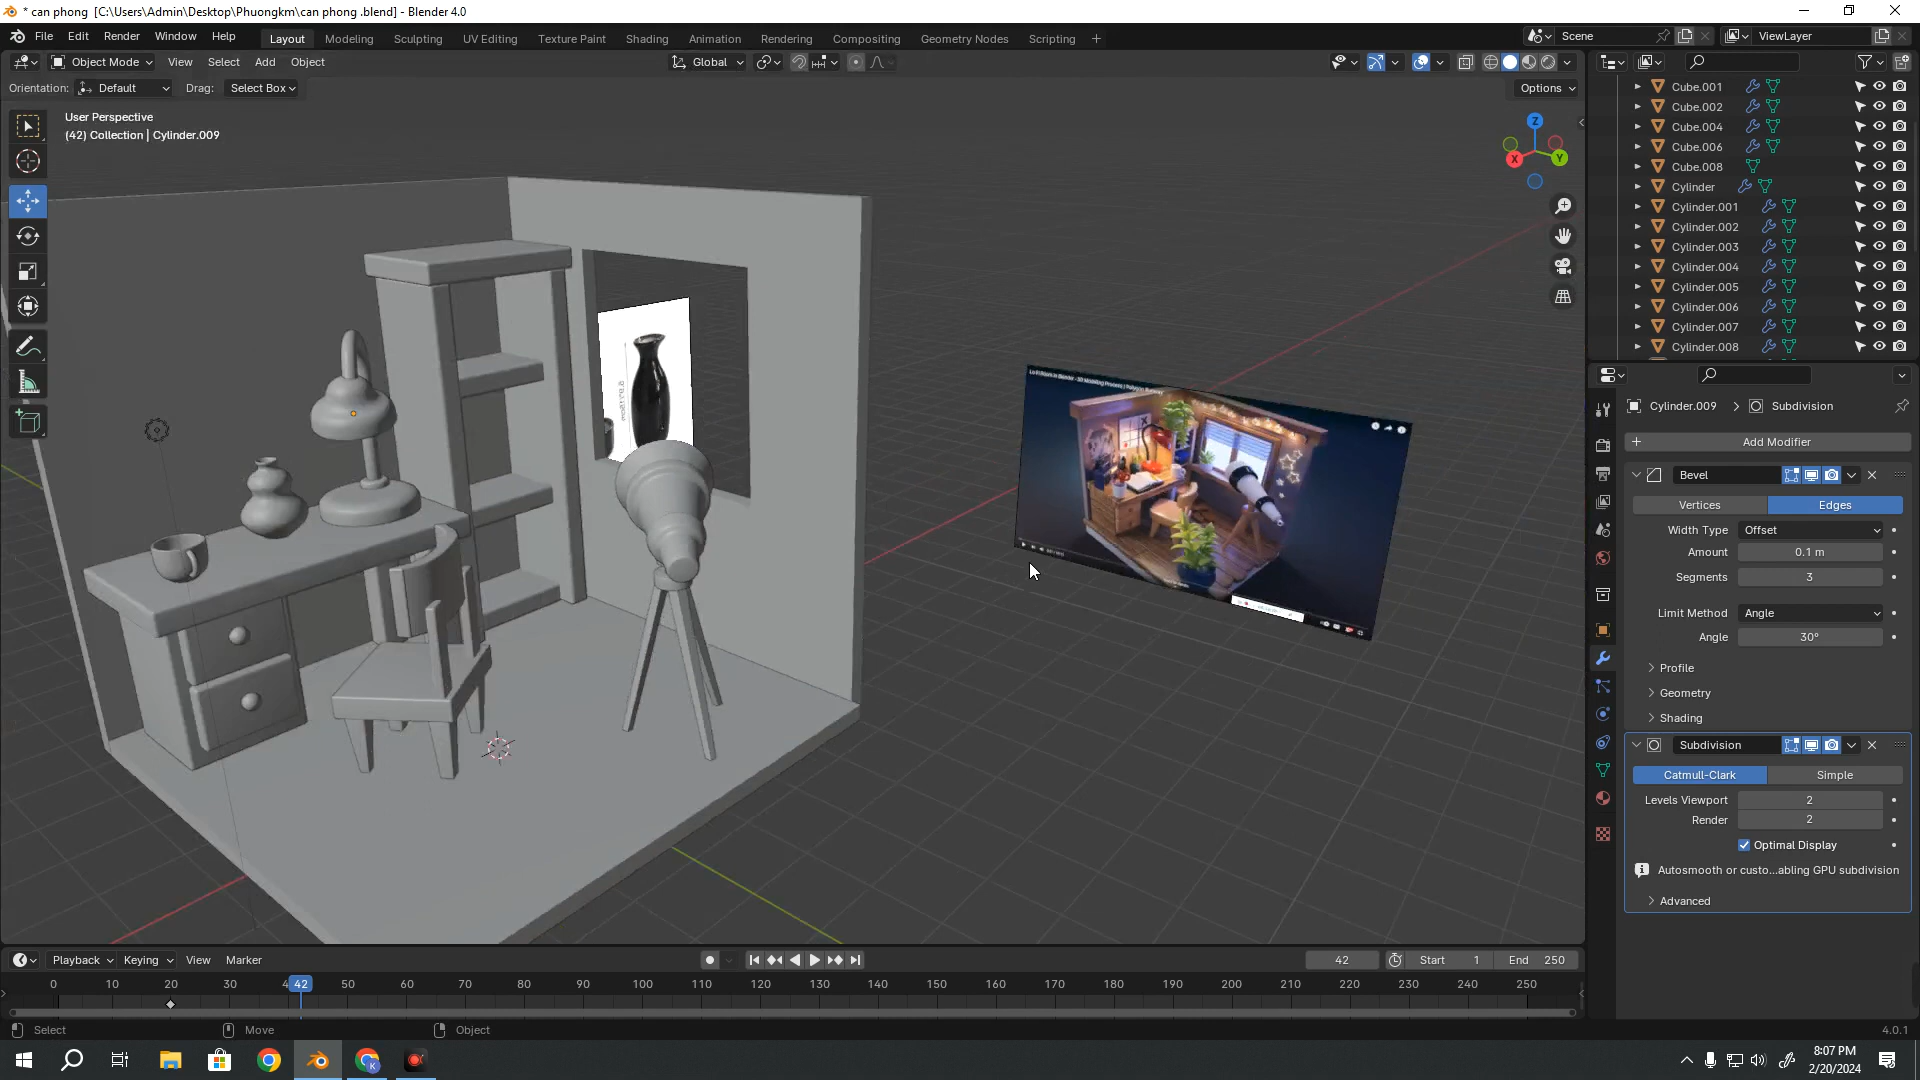 * can phong  [C:\Users\Admin\Desktop\Phuongkm\can phong .blend] - Blender 4.0
File Edit Render Window Help
Layout Modeling Sculpting UV Editing Texture Paint Shading Animation Rendering Compositing Geometry Nodes Scripting +
Scene
ViewLayer
Object Mode View Select Add Object
Global
Orientation: Default Drag: Select Box
Options
User Perspective
(42) Collection | Cylinder.009
Z
X
Y
Cube.001
Cube.002
Cube.004
Cube.006
Cube.008
Cylinder
Cylinder.001
Cylinder.002
Cylinder.003
Cylinder.004
Cylinder.005
Cylinder.006
Cylinder.007
Cylinder.008
Cylinder.009 > Subdivision
+ Add Modifier
Bevel
Vertices Edges
Width Type Offset
Amount 0.1 m
Segments 3
Limit Method Angle
Angle 30°
Profile
Geometry
Shading
Subdivision
Catmull-Clark Simple
Levels Viewport 2
Render 2
Optimal Display
Autosmooth or custo...abling GPU subdivision
Advanced
Playback Keying View Marker
42
Start 1
End 250
0 10 20 30 4 42 50 60 70 80 90 100 110 120 130 140 150 160 170 180 190 200 210 220 230 240 250
Select Move Object
4.0.1
K
8:07 PM
2/20/2024